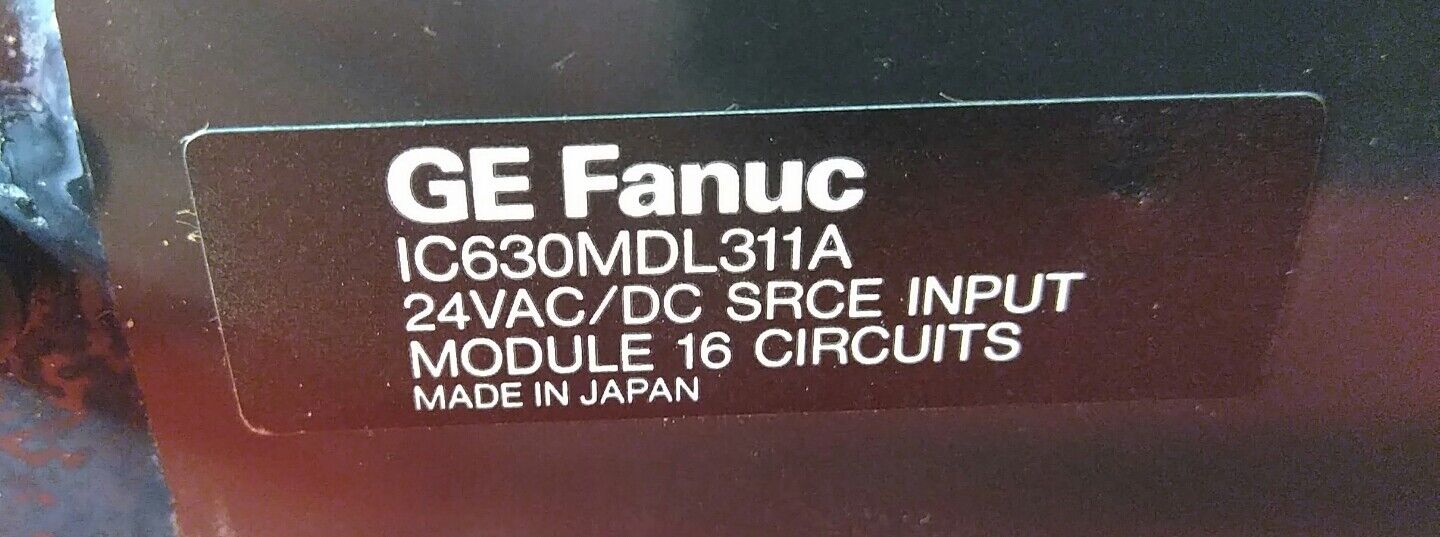 GE Fanuc
IC630MDL311A
24VAC/DC SRCE INPUT
MODULE 16 CIRCUITS
MADE IN JAPAN